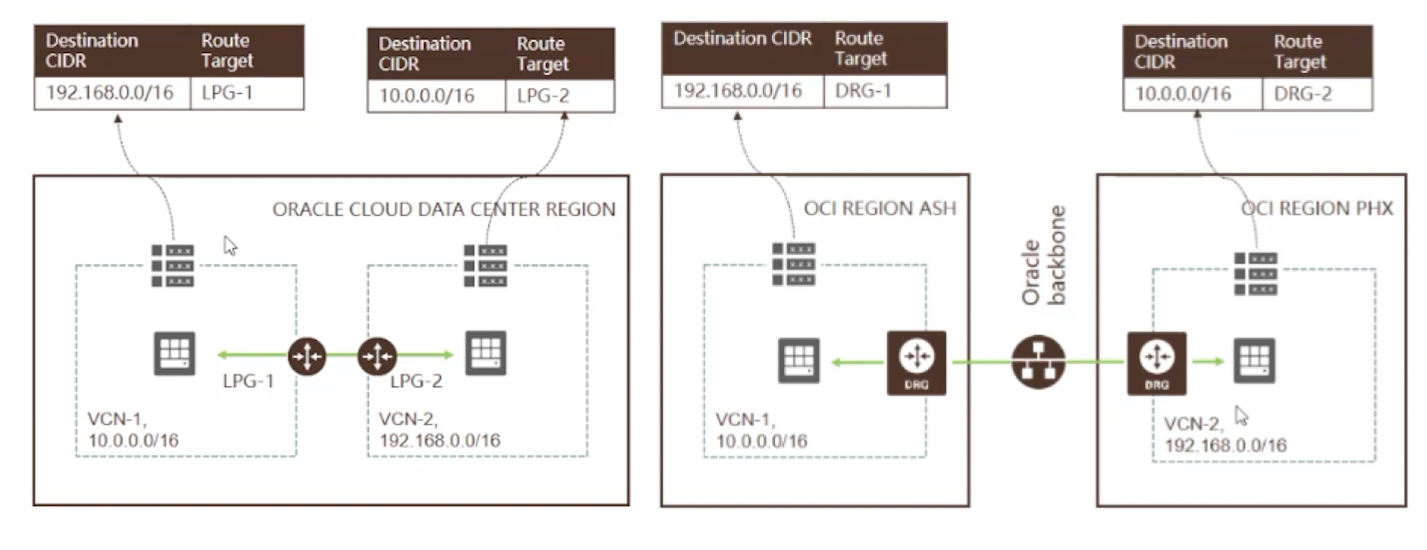 Destination CIDR
Route Target
192.168.0.0/16
LPG-1
Destination CIDR
Route Target
10.0.0.0/16
LPG-2
Destination CIDR
Route Target
192.168.0.0/16
DRG-1
Destination CIDR
Route Target
10.0.0.0/16
DRG-2
ORACLE CLOUD DATA CENTER REGION
x.x.x
x.x.x
x.x.x
x.x.x
x.x.x
x.x.x
LPG-1
LPG-2
VCN-1,
10.0.0.0/16
VCN-2,
192.168.0.0/16
OCI REGION ASH
x.x.x
x.x.x
x.x.x
DRG
VCN-1,
10.0.0.0/16
Oracle
backbone
OCI REGION PHX
x.x.x
x.x.x
x.x.x
DRG
VCN-2,
192.168.0.0/16